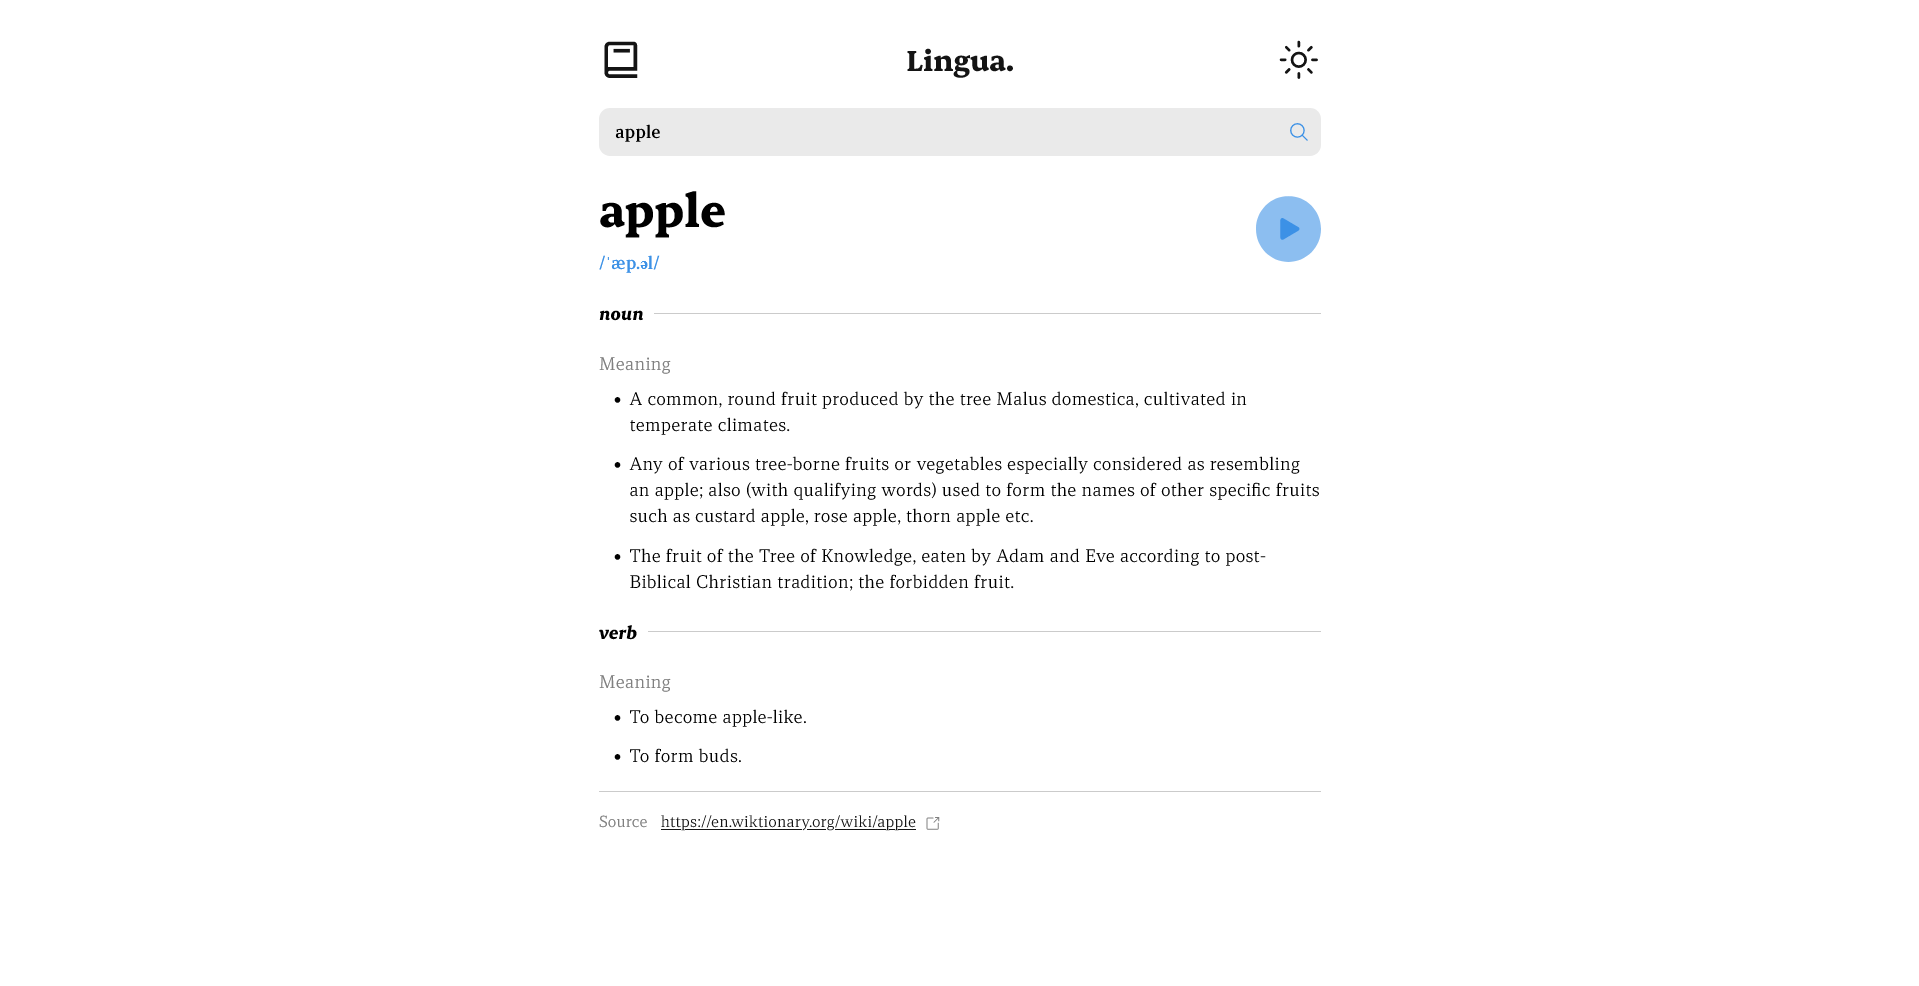 Lingua.
apple
apple
/ˈæp.əl/
noun
Meaning
• A common, round fruit produced by the tree Malus domestica, cultivated in
temperate climates.
• Any of various tree-borne fruits or vegetables especially considered as resembling
an apple; also (with qualifying words) used to form the names of other specific fruits
such as custard apple, rose apple, thorn apple etc.
• The fruit of the Tree of Knowledge, eaten by Adam and Eve according to post-
Biblical Christian tradition; the forbidden fruit.
verb
Meaning
• To become apple-like.
• To form buds.
Source https://en.wiktionary.org/wiki/apple